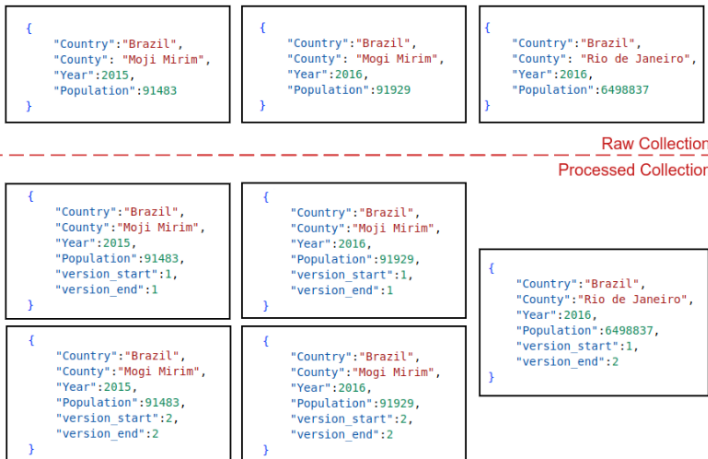 {
"Country":"Brazil",
"County": "Moji Mirim",
"Year":2015,
"Population":91483
}
{
"Country":"Brazil",
"County": "Mogi Mirim",
"Year":2016,
"Population":91929
}
{
"Country":"Brazil",
"County": "Rio de Janeiro",
"Year":2016,
"Population":6498837
}
Raw Collection
Processed Collection
{
"Country":"Brazil",
"County":"Moji Mirim",
"Year":2015,
"Population":91483,
"version_start":1,
"version_end":1
}
{
"Country":"Brazil",
"County":"Moji Mirim",
"Year":2016,
"Population":91929,
"version_start":1,
"version_end":1
}
{
"Country":"Brazil",
"County":"Rio de Janeiro",
"Year":2016,
"Population":6498837,
"version_start":1,
"version_end":2
}
{
"Country":"Brazil",
"County":"Mogi Mirim",
"Year":2015,
"Population":91483,
"version_start":2,
"version_end":2
}
{
"Country":"Brazil",
"County":"Mogi Mirim",
"Year":2016,
"Population":91929,
"version_start":2,
"version_end":2
}